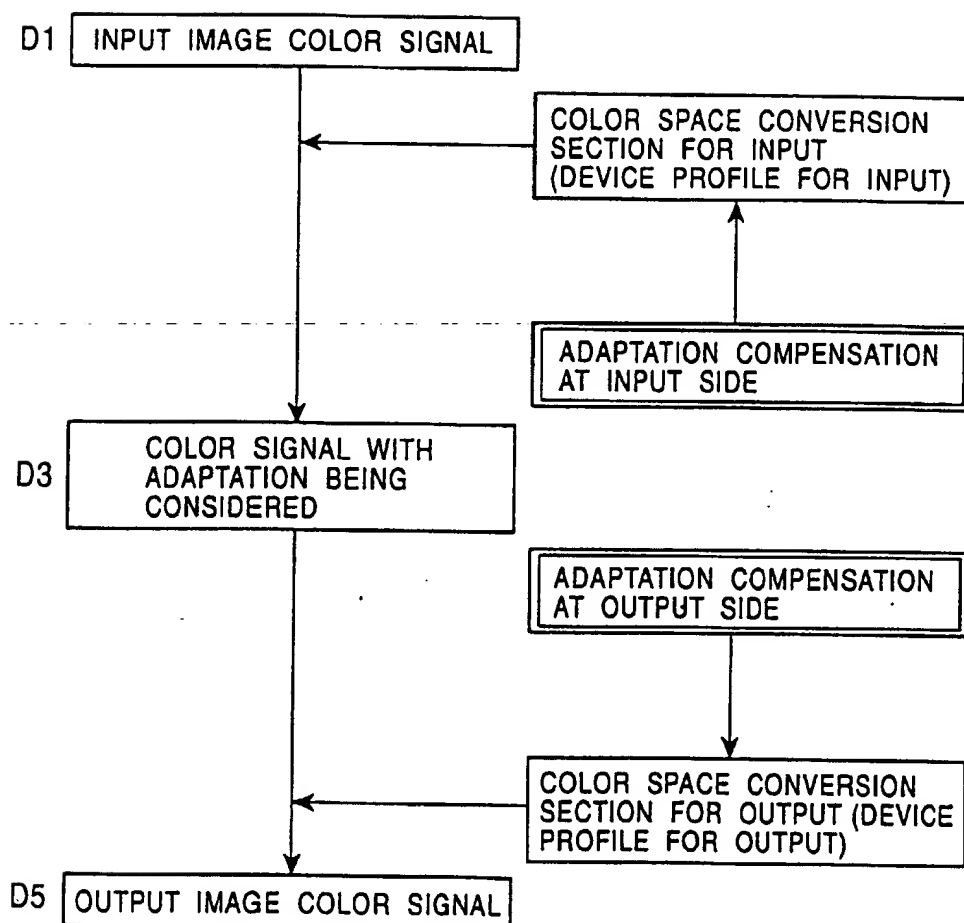 D1 INPUT IMAGE COLOR SIGNAL
COLOR SPACE CONVERSION
SECTION FOR INPUT
(DEVICE PROFILE FOR INPUT)
ADAPTATION COMPENSATION
AT INPUT SIDE
D3
COLOR SIGNAL WITH
ADAPTATION BEING
CONSIDERED
ADAPTATION COMPENSATION
AT OUTPUT SIDE
COLOR SPACE CONVERSION
SECTION FOR OUTPUT (DEVICE
PROFILE FOR OUTPUT)
D5 OUTPUT IMAGE COLOR SIGNAL